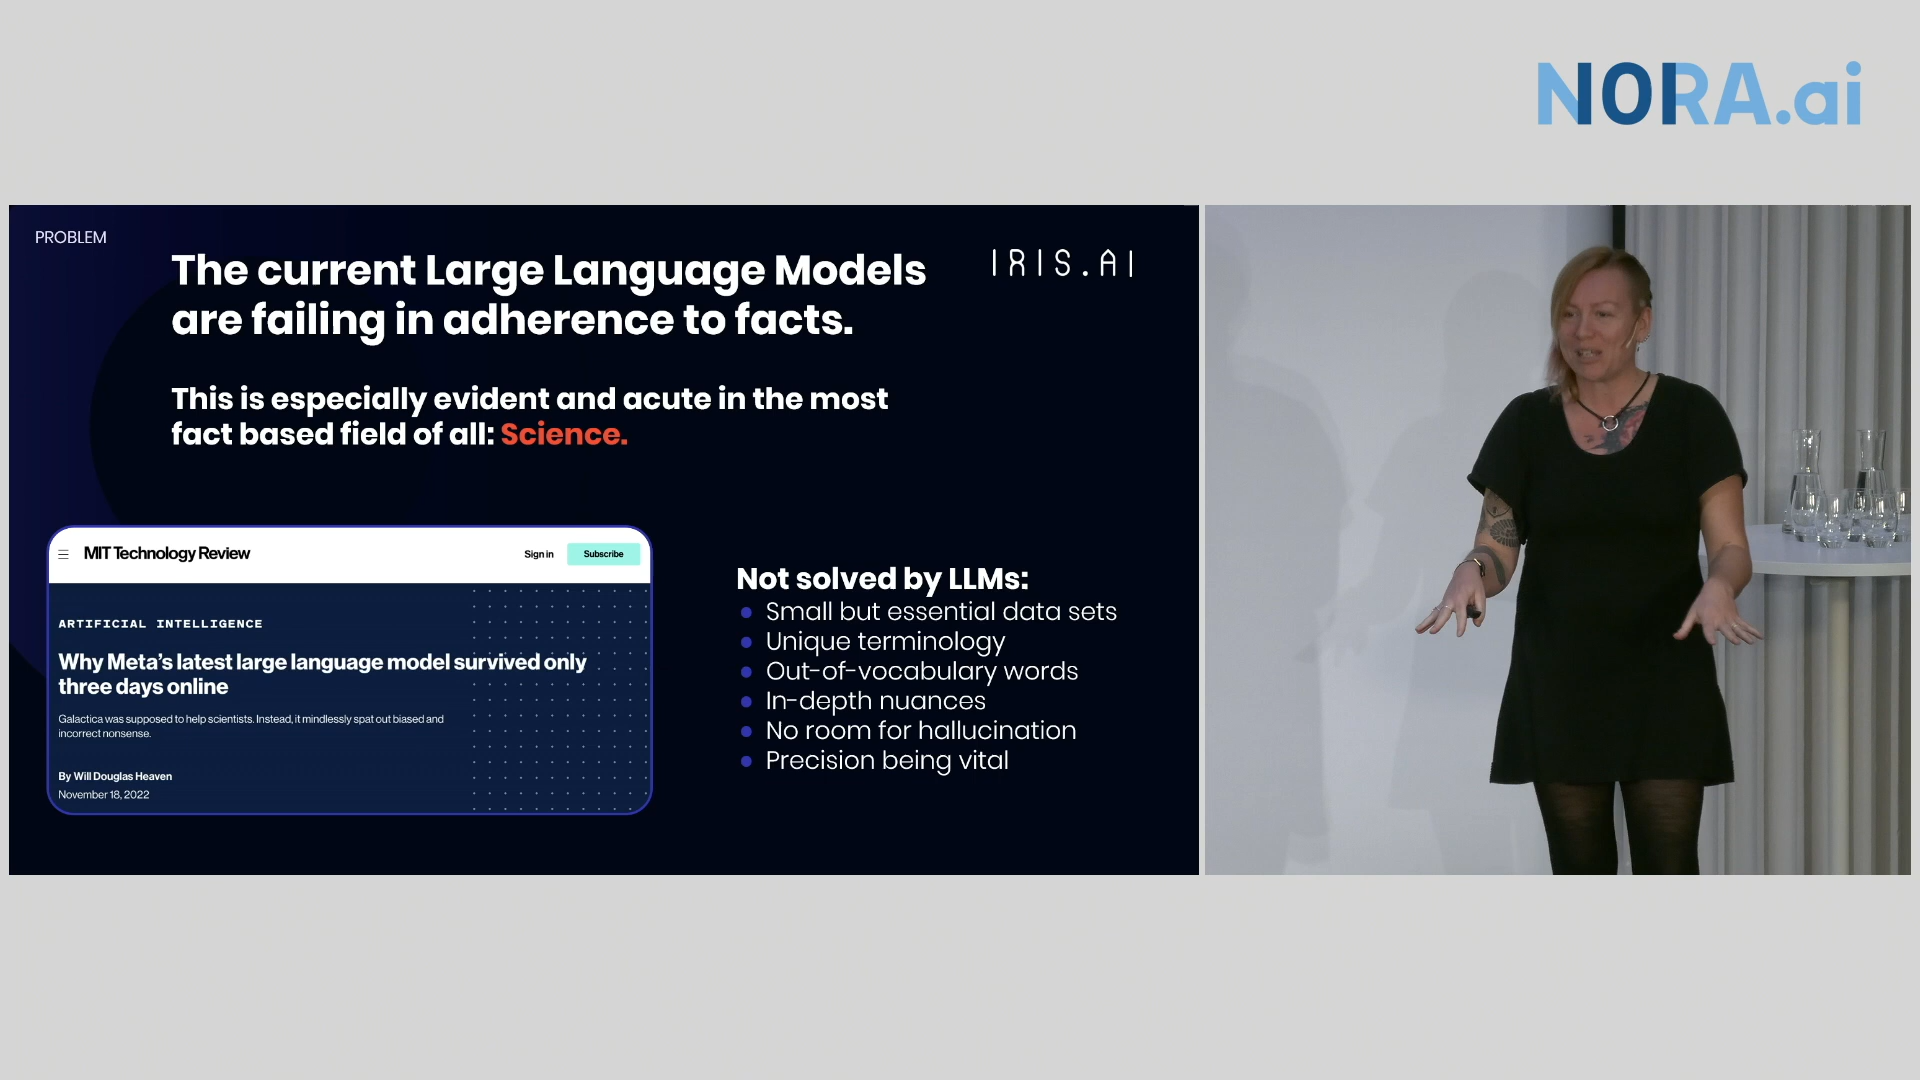 NORA.ai
PROBLEM
The current Large Language Models
are failing in adherence to facts.
IRIS.AI
This is especially evident and acute in the most
fact based field of all: Science.
MIT Technology Review
Sign in
Subscribe
ARTIFICIAL INTELLIGENCE
Why Meta’s latest large language model survived only
three days online
Galactica was supposed to help scientists. Instead, it mindlessly spat out biased and
incorrect nonsense.
By Will Douglas Heaven
November 18, 2022
Not solved by LLMs:
Small but essential data sets
Unique terminology
Out-of-vocabulary words
In-depth nuances
No room for hallucination
Precision being vital